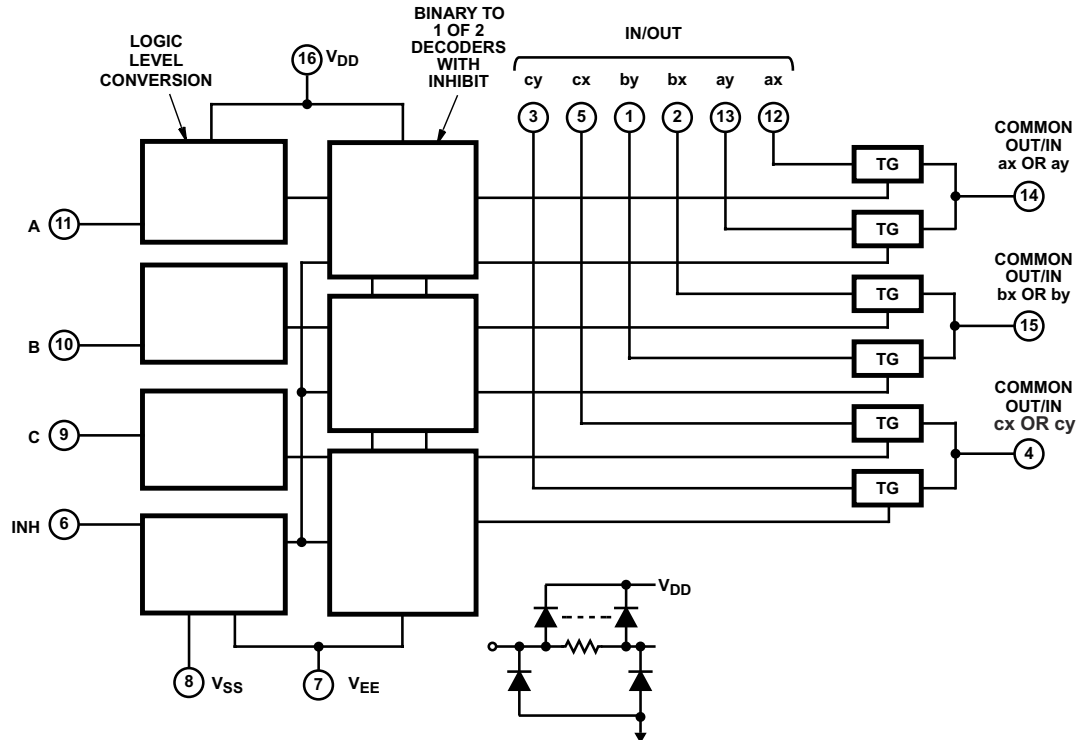 LOGIC
LEVEL
CONVERSION
16 VDD
BINARY TO
1 OF 2
DECODERS
WITH
INHIBIT
IN/OUT
cy cx by bx ay ax
3 5 1 2 13 12
COMMON
OUT/IN
ax OR ay
TG
14
A 11
TG
COMMON
OUT/IN
bx OR by
TG
15
B 10
TG
COMMON
OUT/IN
cx OR cy
TG
4
C 9
TG
INH 6
VDD
8 VSS
7 VEE